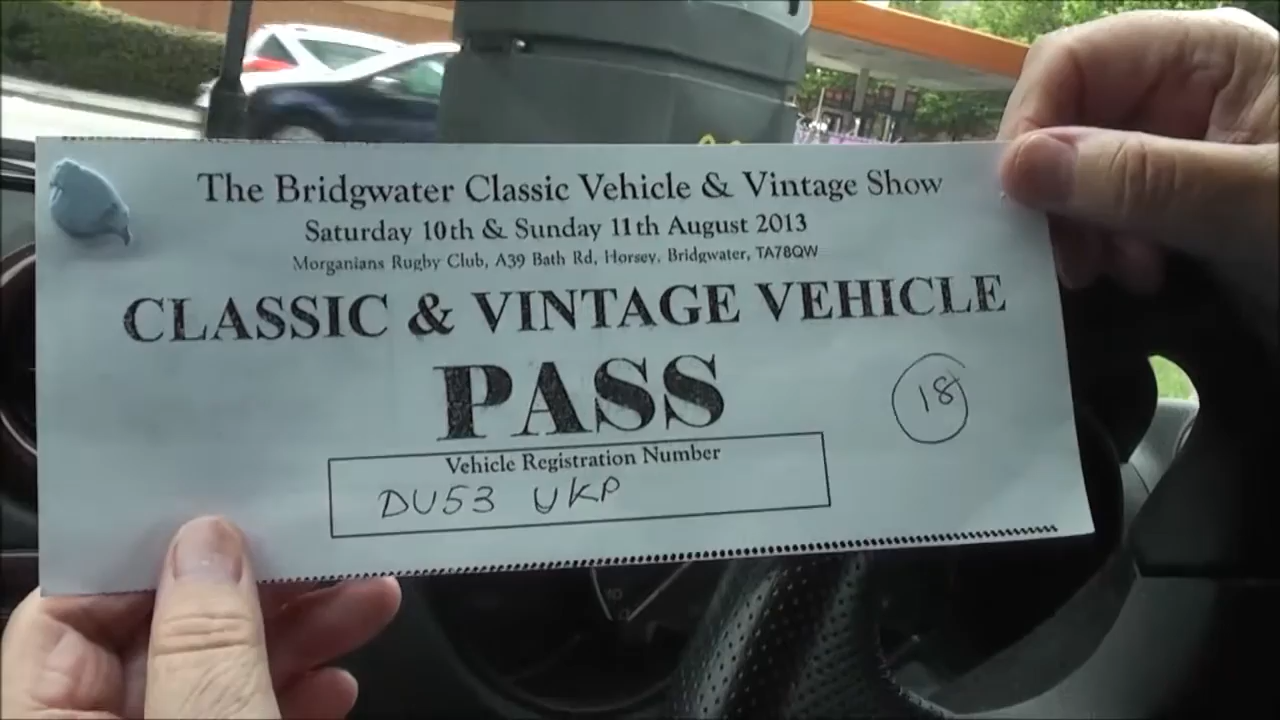 The Bridgwater Classic Vehicle & Vintage Show
Saturday 10th & Sunday 11th August 2013
Morganians Rugby Club, A39 Bath Rd, Horsey, Bridgwater, TA78QW
CLASSIC & VINTAGE VEHICLE
PASS
18
Vehicle Registration Number
DU53 UKP